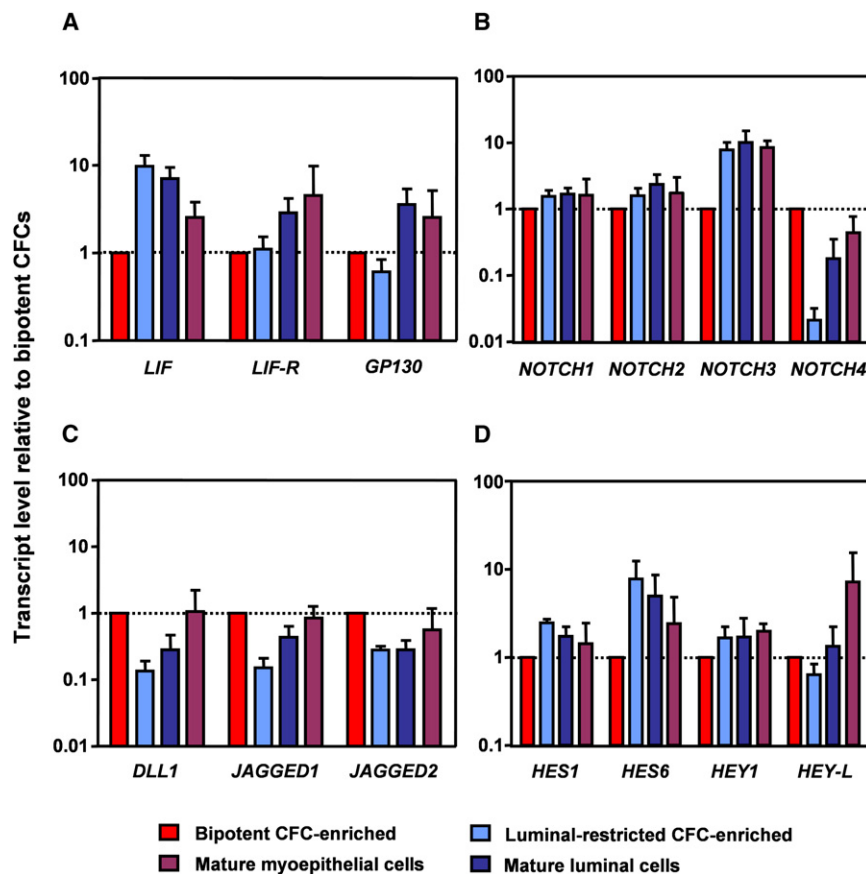 A
100
10
1
0.1
LIF LIF-R GP130
B
100
10
1
0.1
0.01
NOTCH1 NOTCH2 NOTCH3 NOTCH4
Transcript level relative to bipotent CFCs
C
100
10
1
0.1
0.01
DLL1 JAGGED1 JAGGED2
D
100
10
1
0.1
HES1 HES6 HEY1 HEY-L
Bipotent CFC-enriched Luminal-restricted CFC-enriched
Mature myoepithelial cells Mature luminal cells